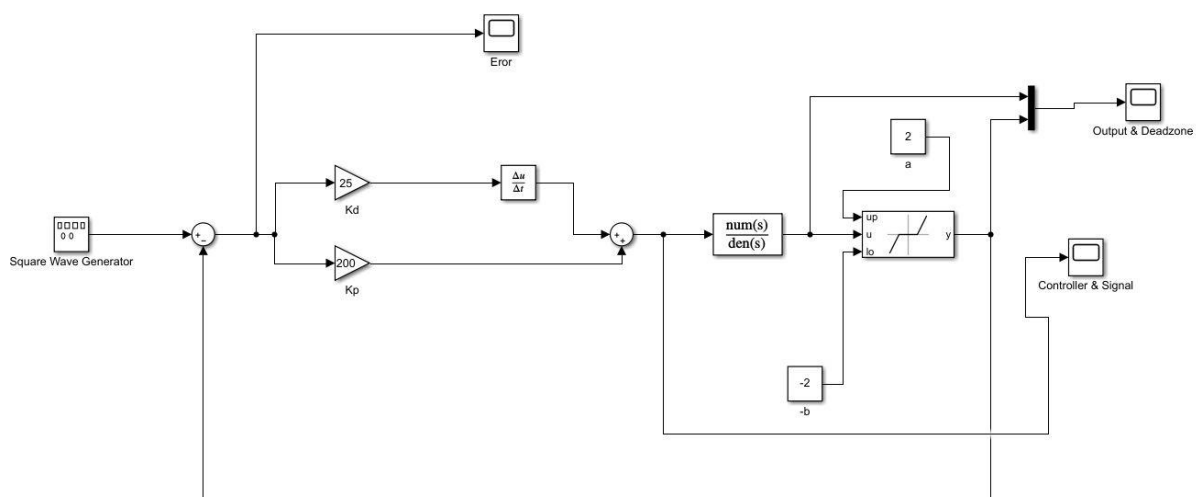 Eror
Output & Deadzone
2
a
25
Δu
Δt
Kd
Square Wave Generator
+
−
200
Kp
+
+
num(s)
den(s)
up
u
lo
y
Controller & Signal
-2
-b